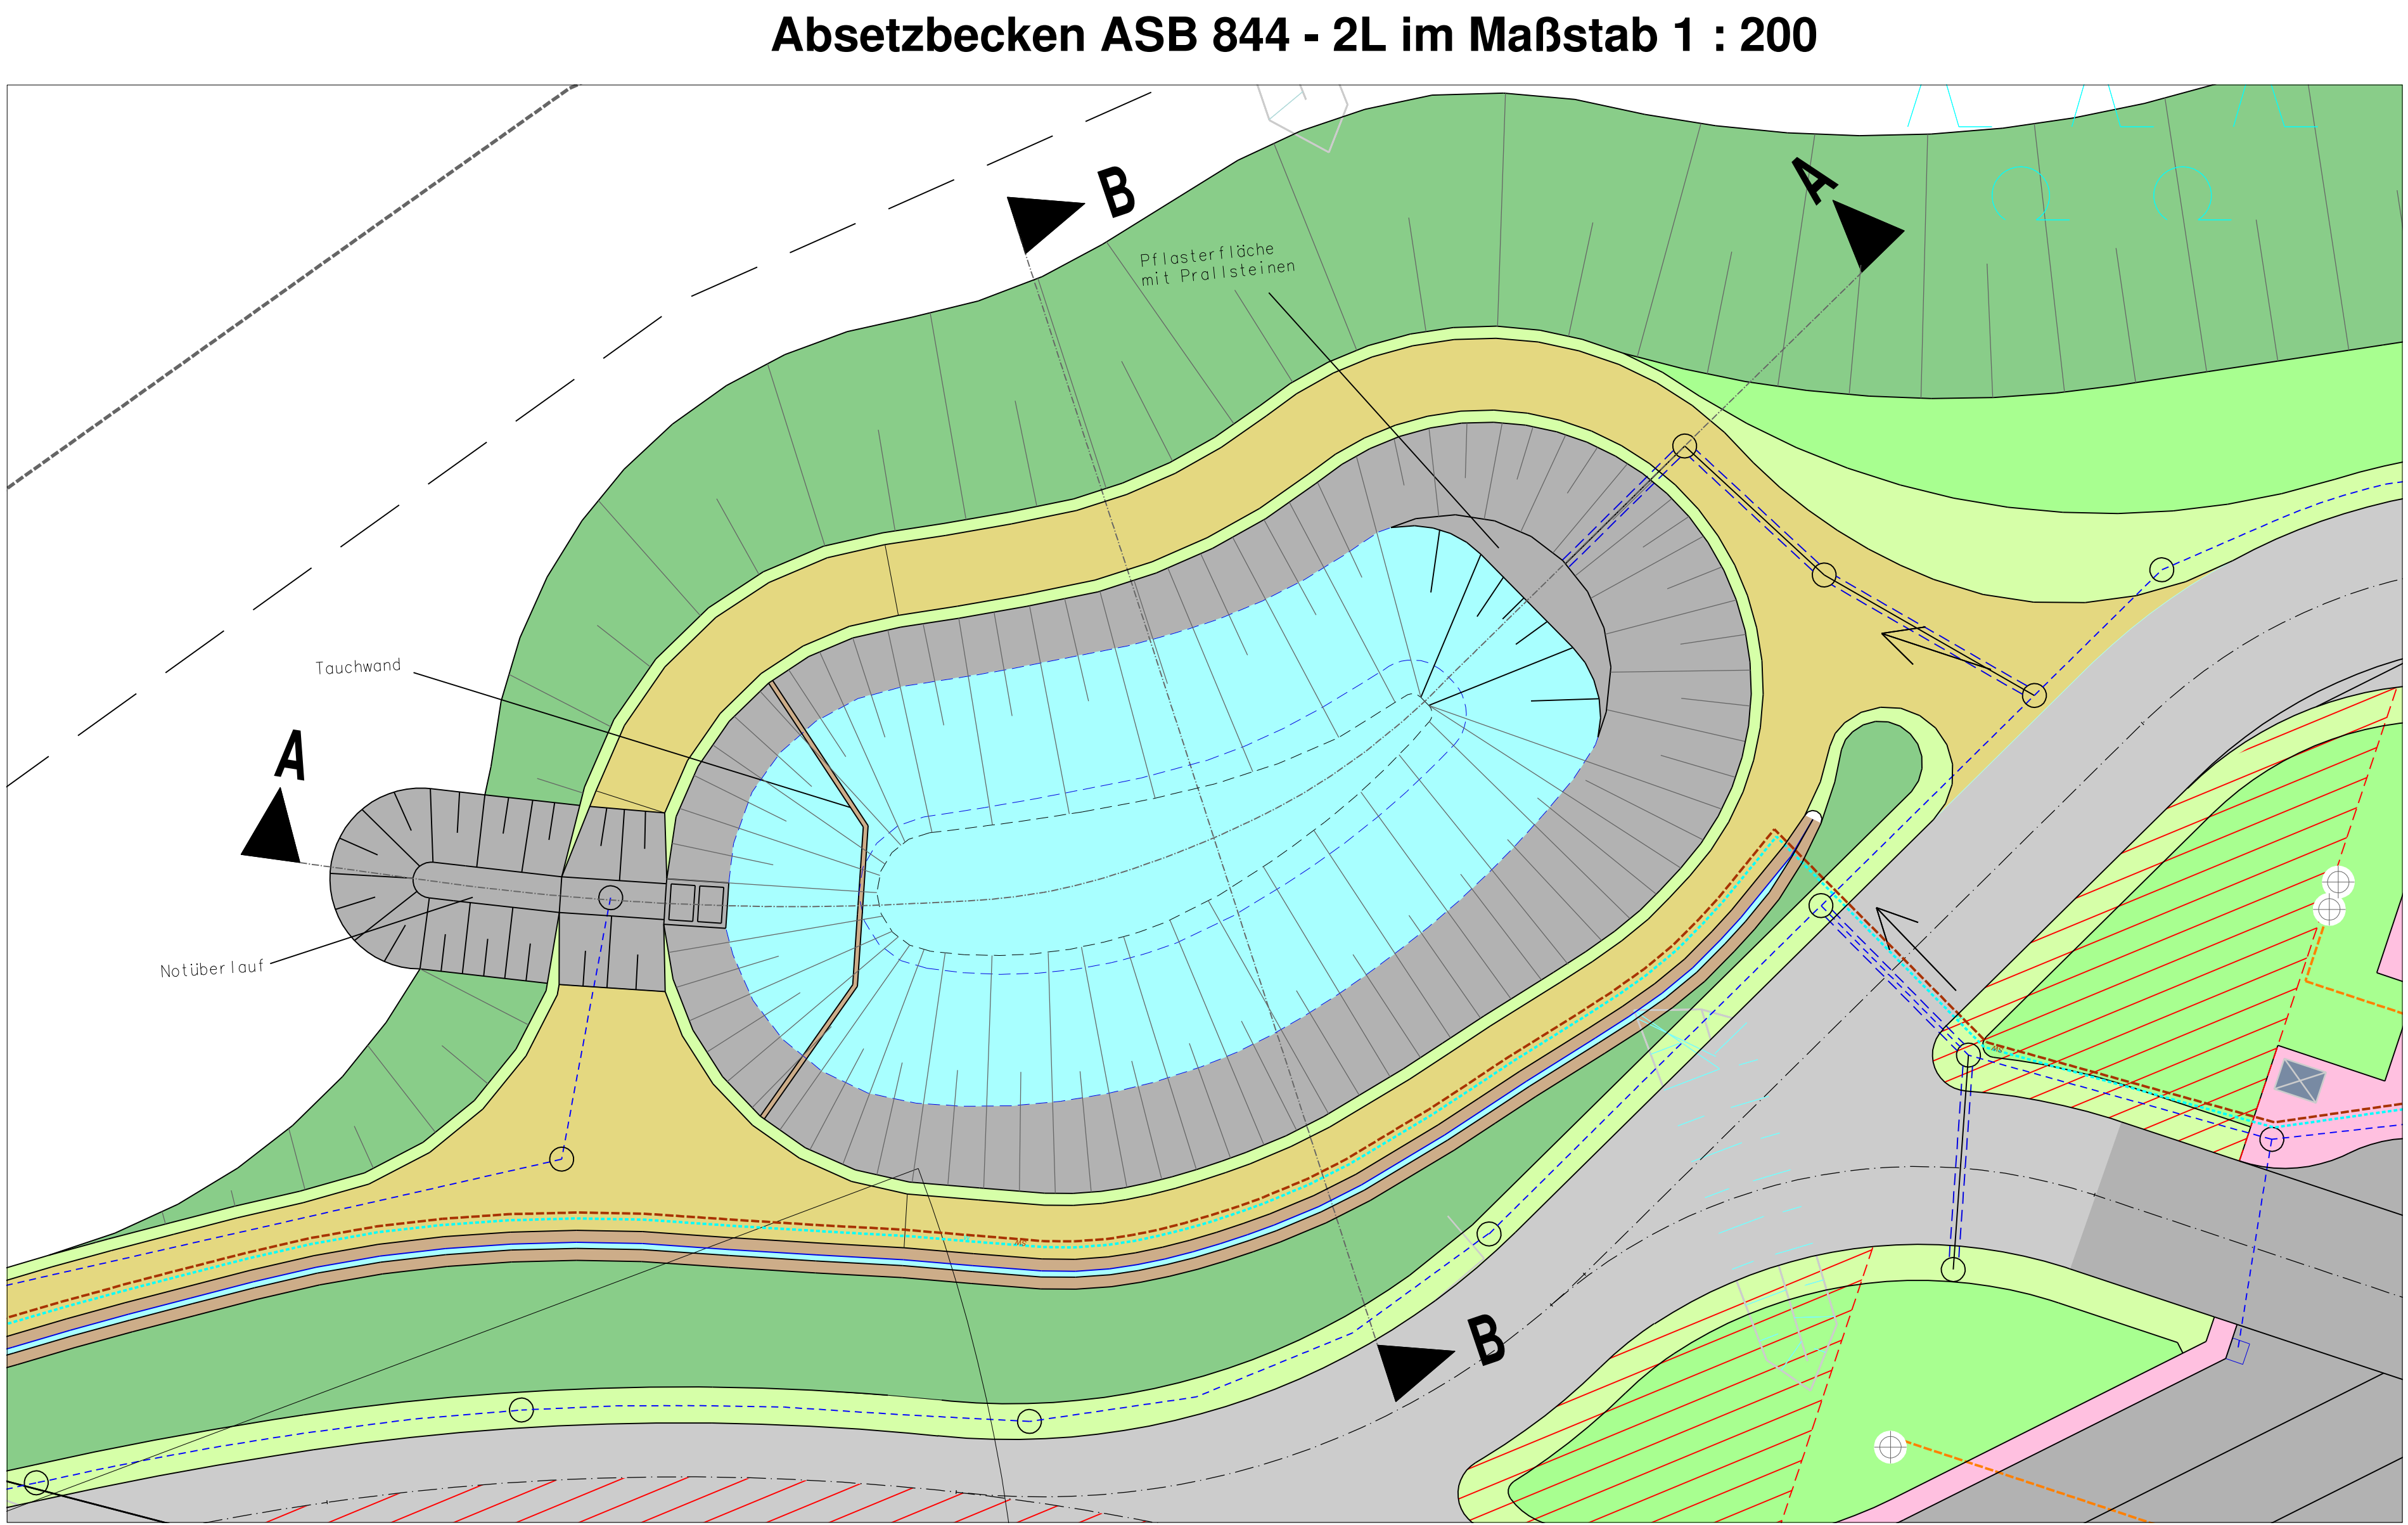 Absetzbecken ASB 844 - 2L im Maßstab 1 : 200
B
A
Pflasterfläche
mit Prallsteinen
Tauchwand
A
Notüberlauf
B